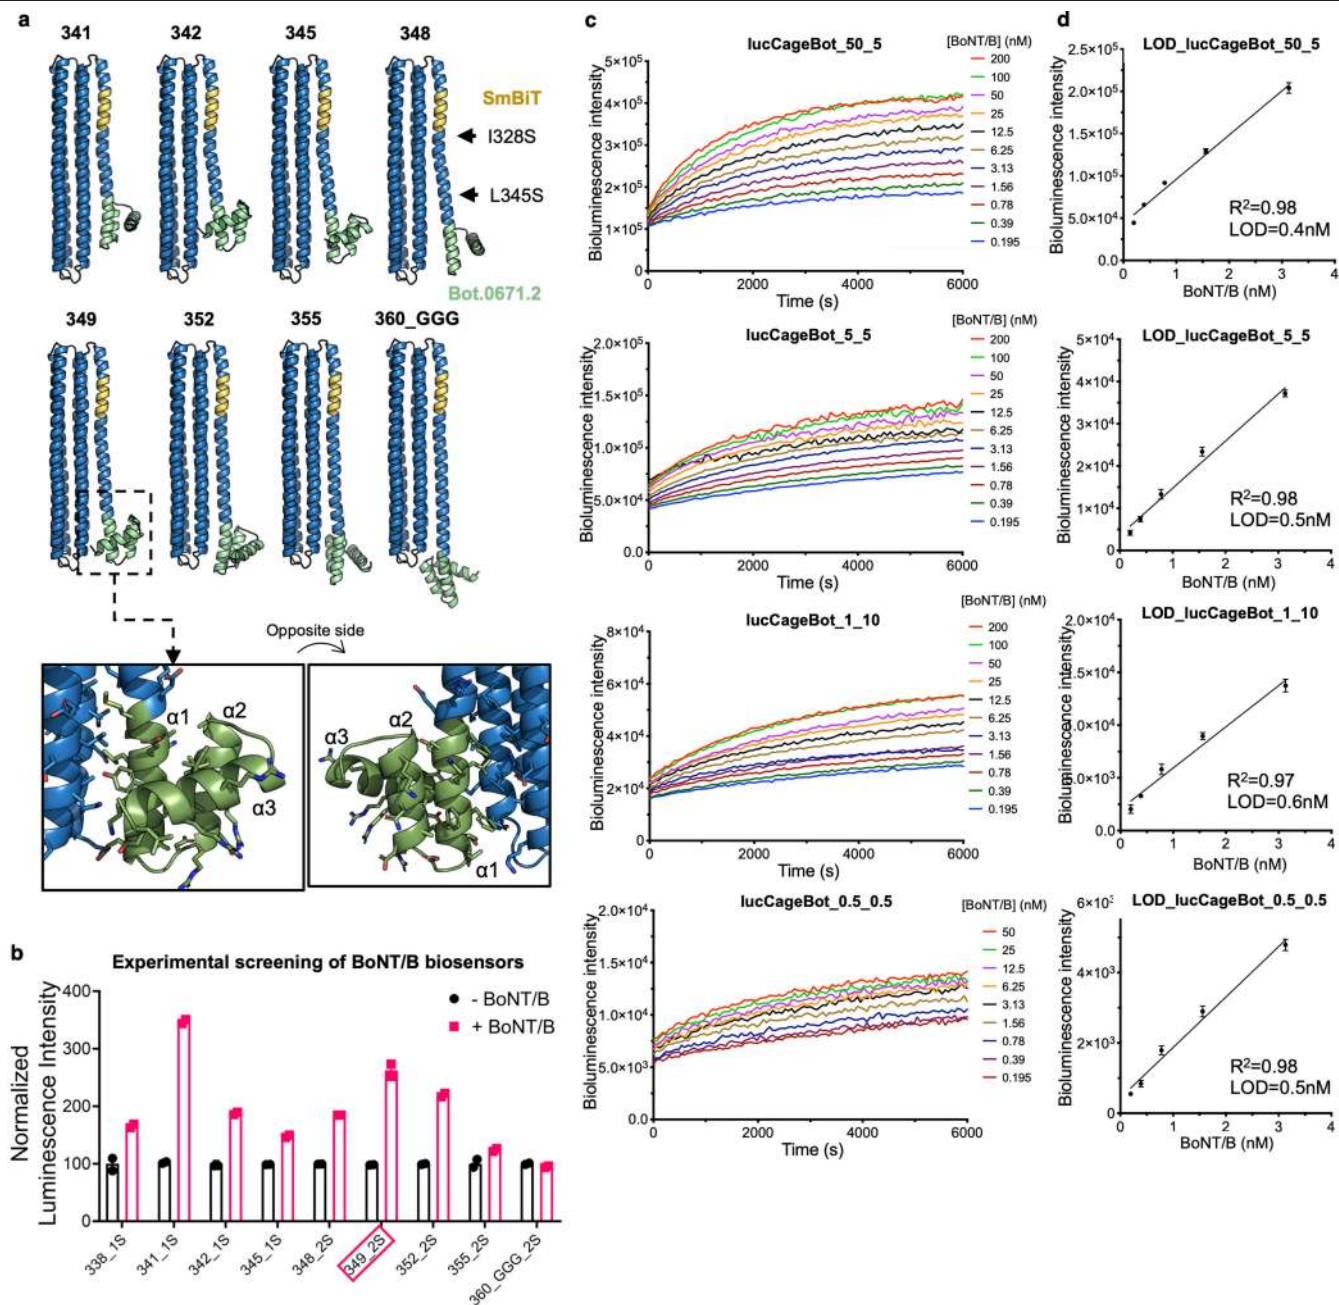 a
341 342 345 348
SmBiT
I328S
L345S
Bot.0671.2
349 352 355 360_GGG
Opposite side
α1 α2 α3
α3 α2 α1
b
Experimental screening of BoNT/B biosensors
- BoNT/B
+ BoNT/B
Normalized
Luminescence Intensity
400
300
200
100
0
338_1S 341_1S 342_1S 345_1S 348_2S 349_2S 352_2S 355_2S 360_GGG_2S
c
lucCageBot_50_5
[BoNT/B] (nM)
200
100
50
25
12.5
6.25
3.13
1.56
0.78
0.39
0.195
Bioluminescence intensity
5×10⁵
4×10⁵
3×10⁵
2×10⁵
1×10⁵
0
0 2000 4000 6000
Time (s)
lucCageBot_5_5
[BoNT/B] (nM)
200
100
50
25
12.5
6.25
3.13
1.56
0.78
0.39
0.195
Bioluminescence intensity
2.0×10⁵
1.5×10⁵
1.0×10⁵
5.0×10⁴
0.0
0 2000 4000 6000
Time (s)
lucCageBot_1_10
[BoNT/B] (nM)
200
100
50
25
12.5
6.25
3.13
1.56
0.78
0.39
0.195
Bioluminescence intensity
8×10⁴
6×10⁴
4×10⁴
2×10⁴
0
0 2000 4000 6000
Time (s)
lucCageBot_0.5_0.5
[BoNT/B] (nM)
50
25
12.5
6.25
3.13
1.56
0.78
0.39
0.195
Bioluminescence intensity
2.0×10⁴
1.5×10⁴
1.0×10⁴
5.0×10³
0.0
0 2000 4000 6000
Time (s)
d
LOD_lucCageBot_50_5
Bioluminescence intensity
2.5×10⁵
2.0×10⁵
1.5×10⁵
1.0×10⁵
5.0×10⁴
0
R²=0.98
LOD=0.4nM
0 1 2 3 4
BoNT/B (nM)
LOD_lucCageBot_5_5
Bioluminescence intensity
5×10⁴
4×10⁴
3×10⁴
2×10⁴
1×10⁴
0
R²=0.98
LOD=0.5nM
0 1 2 3 4
BoNT/B (nM)
LOD_lucCageBot_1_10
Bioluminescence intensity
2.0×10⁴
5.0×10³
0.0
R²=0.97
LOD=0.6nM
0 1 2 3 4
BoNT/B (nM)
LOD_lucCageBot_0.5_0.5
Bioluminescence intensity
4×10³
2×10³
0
R²=0.98
LOD=0.5nM
0 1 2 3 4
BoNT/B (nM)